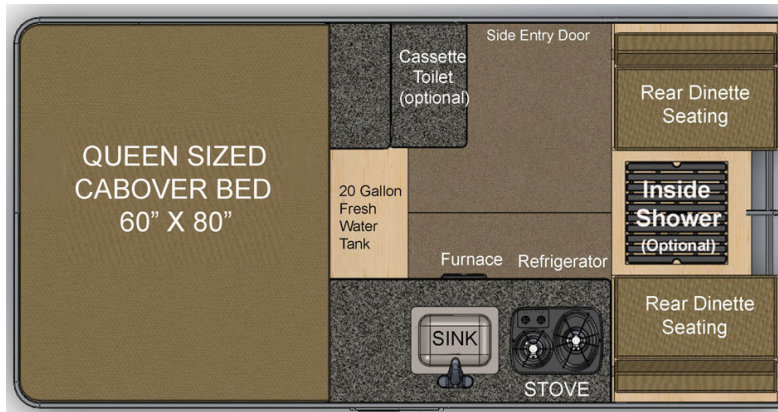 QUEEN SIZED
CABOVER BED
60” X 80”
Cassette
Toilet
(optional)
Side Entry Door
Rear Dinette
Seating
20 Gallon
Fresh
Water
Tank
Inside
Shower
(Optional)
Furnace
Refrigerator
SINK
STOVE
Rear Dinette
Seating